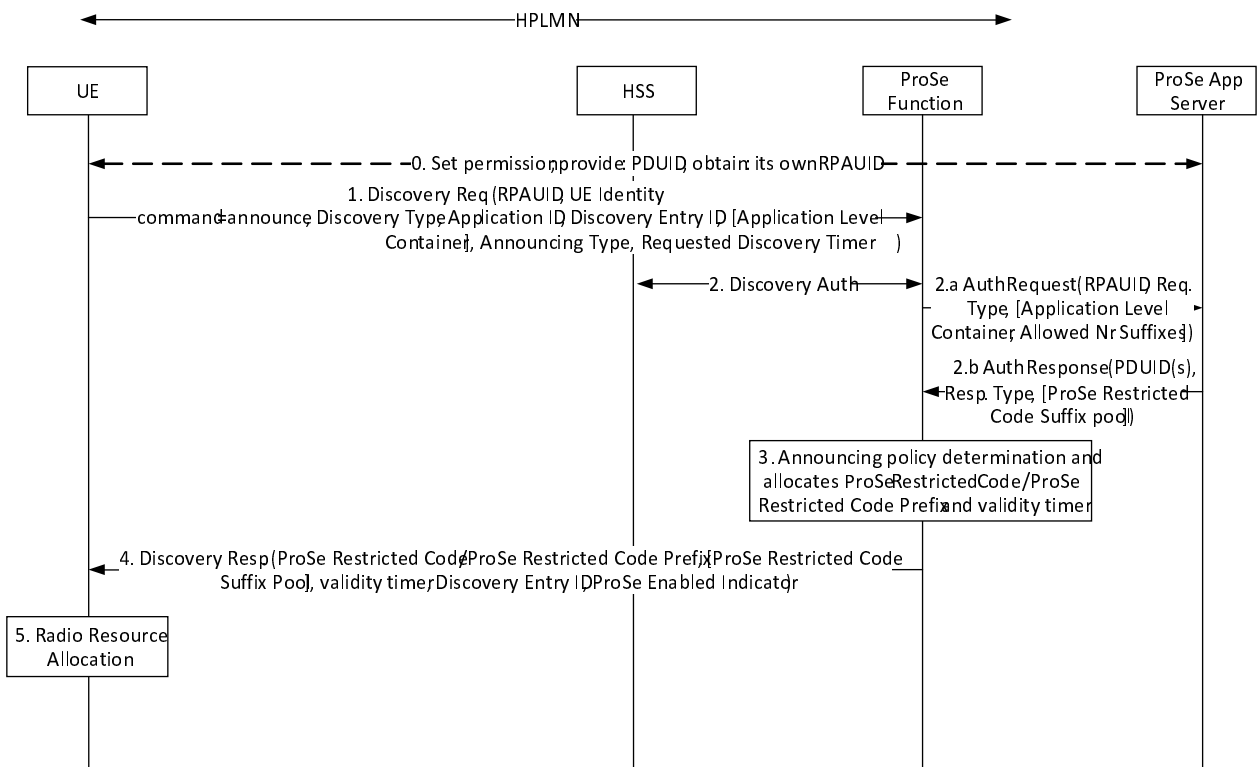 HPLMN
UE
HSS
ProSe
Function
ProSe App
Server
0. Set permission, provide: PDUID, obtain: its own RPAUID
1. Discovery Req (RPAUID, UE Identity
command=announce, Discovery Type, Application ID, Discovery Entry ID, [Application Level
Container], Announcing Type, Requested Discovery Timer )
2. Discovery Auth
2.a Auth Request( RPAUID, Req.
Type, [Application Level
Container, Allowed Nr Suffixes])
2.b Auth Response(PDUID(s),
Resp. Type, [ProSe Restricted
Code Suffix pool])
3. Announcing policy determination and
allocates ProSe Restricted Code/ProSe
Restricted Code Prefix and validity timer
4. Discovery Resp (ProSe Restricted Code/ProSe Restricted Code Prefix, [ProSe Restricted Code
Suffix Pool], validity timer, Discovery Entry ID, ProSe Enabled Indicator)
5. Radio Resource
Allocation